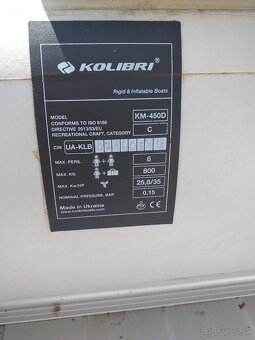 KOLIBRI
Rigid & Inflatable Boats
MODEL KM-450D
CONFORMS TO ISO 6185
DIRECTIVE 2013/53/EU
RECREATIONAL CRAFT, CATEGORY C
CIN UA-KLB
MAX. PERS. 6
MAX. KG 800
MAX. Kw/HP 25,8/35
NOMINAL PRESSURE, BAR 0,15
Made in Ukraine
www.kolibriboats.com
CE